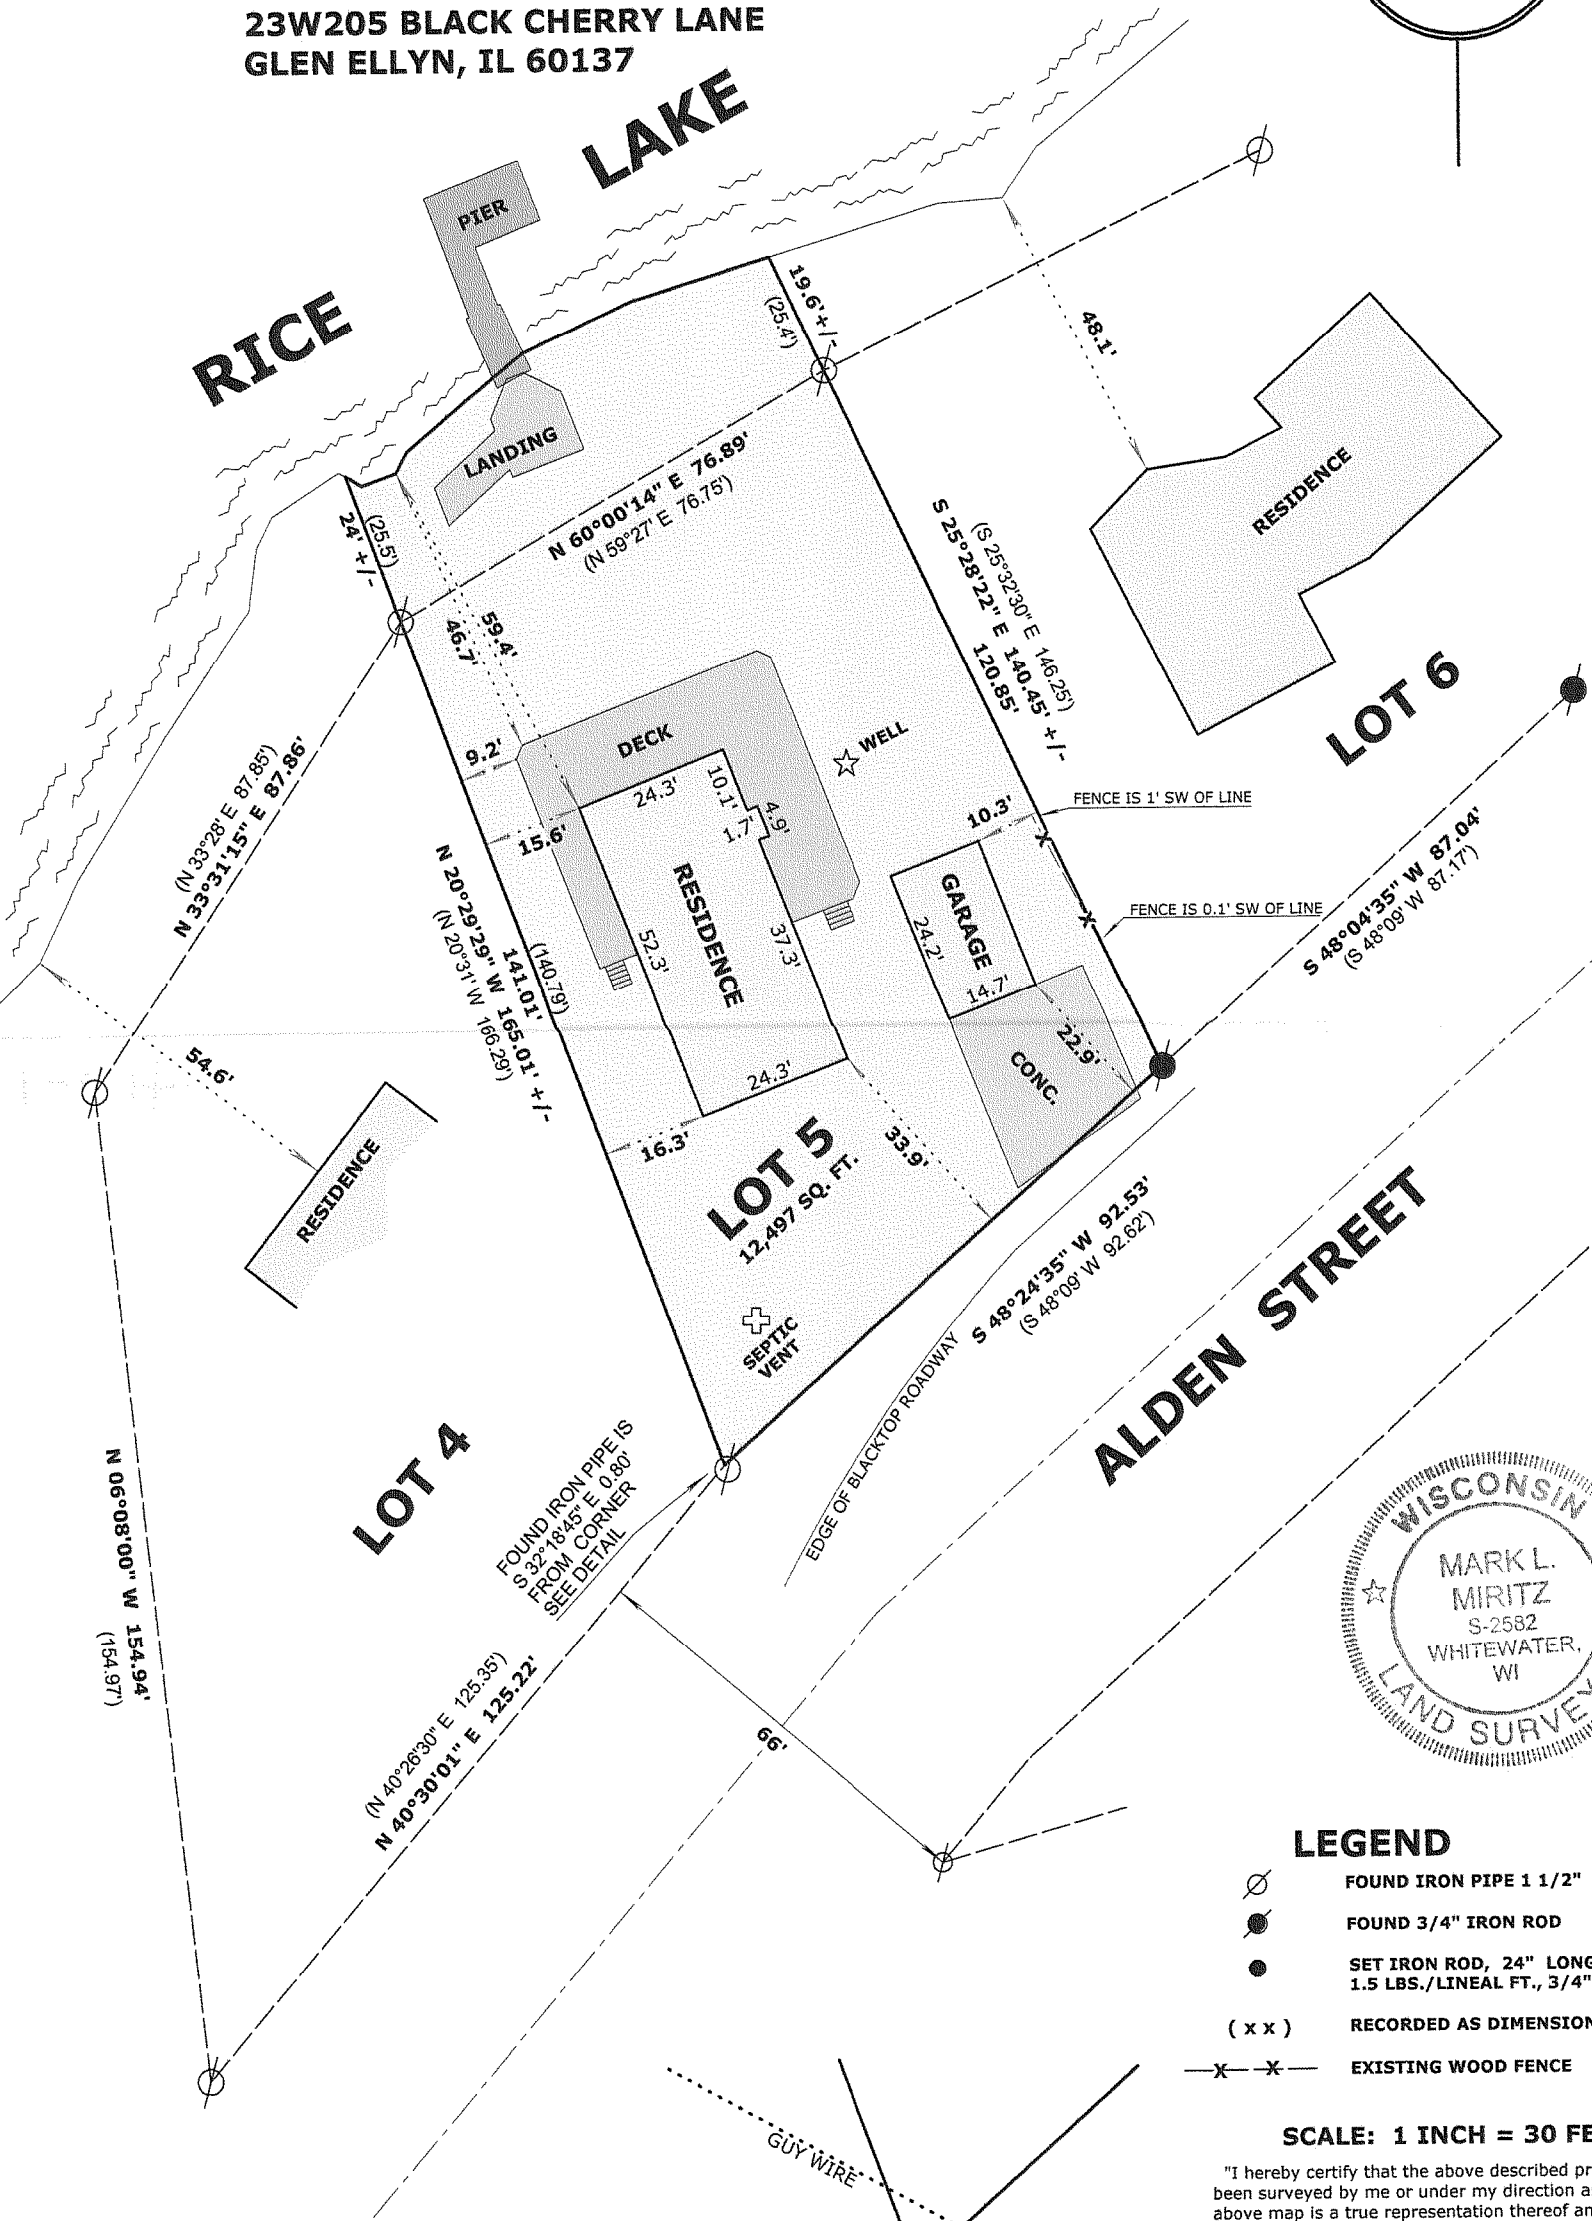 23W205 BLACK CHERRY LANE
GLEN ELLYN, IL 60137
RICE
LAKE
PIER
LANDING
19.6'+/-
(25.4')
48.1'
24' +/-
(25.5')
N 60°00'14" E 76.89'
(N 59°27' E 76.75')
59.4'
46.7'
(S 25°32'30" E 146.25')
S 25°28'22" E 140.45' +/-
120.85'
RESIDENCE
LOT 6
(N 33°28' E 87.85')
N 33°31'15" E 87.86'
9.2'
DECK
WELL
24.3'
10.1'
1.7'
4.9'
15.6'
RESIDENCE
52.3'
37.3'
24.3'
16.3'
10.3'
FENCE IS 1' SW OF LINE
GARAGE
24.2'
14.7'
FENCE IS 0.1' SW OF LINE
S 48°04'35" W 87.04'
(S 48°09' W 87.17')
(140.79')
141.01'
N 20°29'29" W 165.01' +/-
(N 20°31' W 166.29')
CONC.
22.9'
33.9'
54.6'
RESIDENCE
LOT 5
12,497 SQ. FT.
S 48°24'35" W 92.53'
(S 48°09' W 92.62')
SEPTIC
VENT
EDGE OF BLACKTOP ROADWAY
ALDEN STREET
LOT 4
FOUND IRON PIPE IS
S 32°18'45" E 0.80'
FROM CORNER
SEE DETAIL
N 06°08'00" W 154.94'
(154.97')
(N 40°26'30" E 125.35')
N 40°30'01" E 125.22'
66'
WISCONSIN
MARK L.
MIRITZ
S-2582
WHITEWATER,
WI
LAND SURVEY
LEGEND
FOUND IRON PIPE 1 1/2"
FOUND 3/4" IRON ROD
SET IRON ROD, 24" LONG
1.5 LBS./LINEAL FT., 3/4"
( x x ) RECORDED AS DIMENSION
X X EXISTING WOOD FENCE
GUY WIRE
SCALE: 1 INCH = 30 FE
"I hereby certify that the above described pr
been surveyed by me or under my direction a
above map is a true representation thereof an